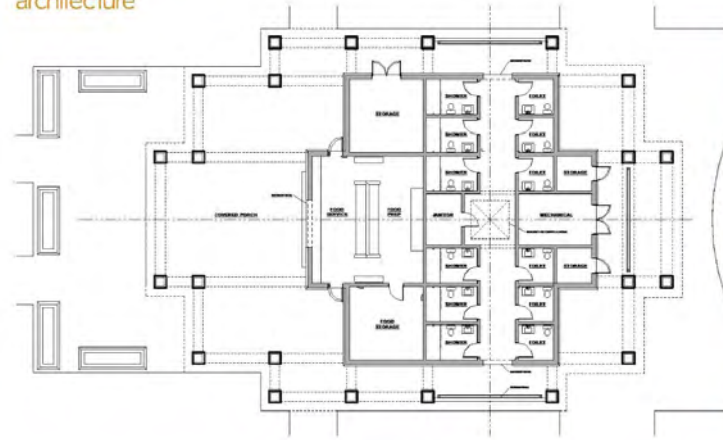 architecture
SHOWER
TOILET
STORAGE
SHOWER
TOILET
SHOWER
TOILET
STORAGE
COVERED PORCH
FOOD
SERVICE
FOOD
PREP
JANITOR
MECHANICAL
SHOWER
TOILET
STORAGE
SHOWER
TOILET
FOOD
STORAGE
SHOWER
TOILET